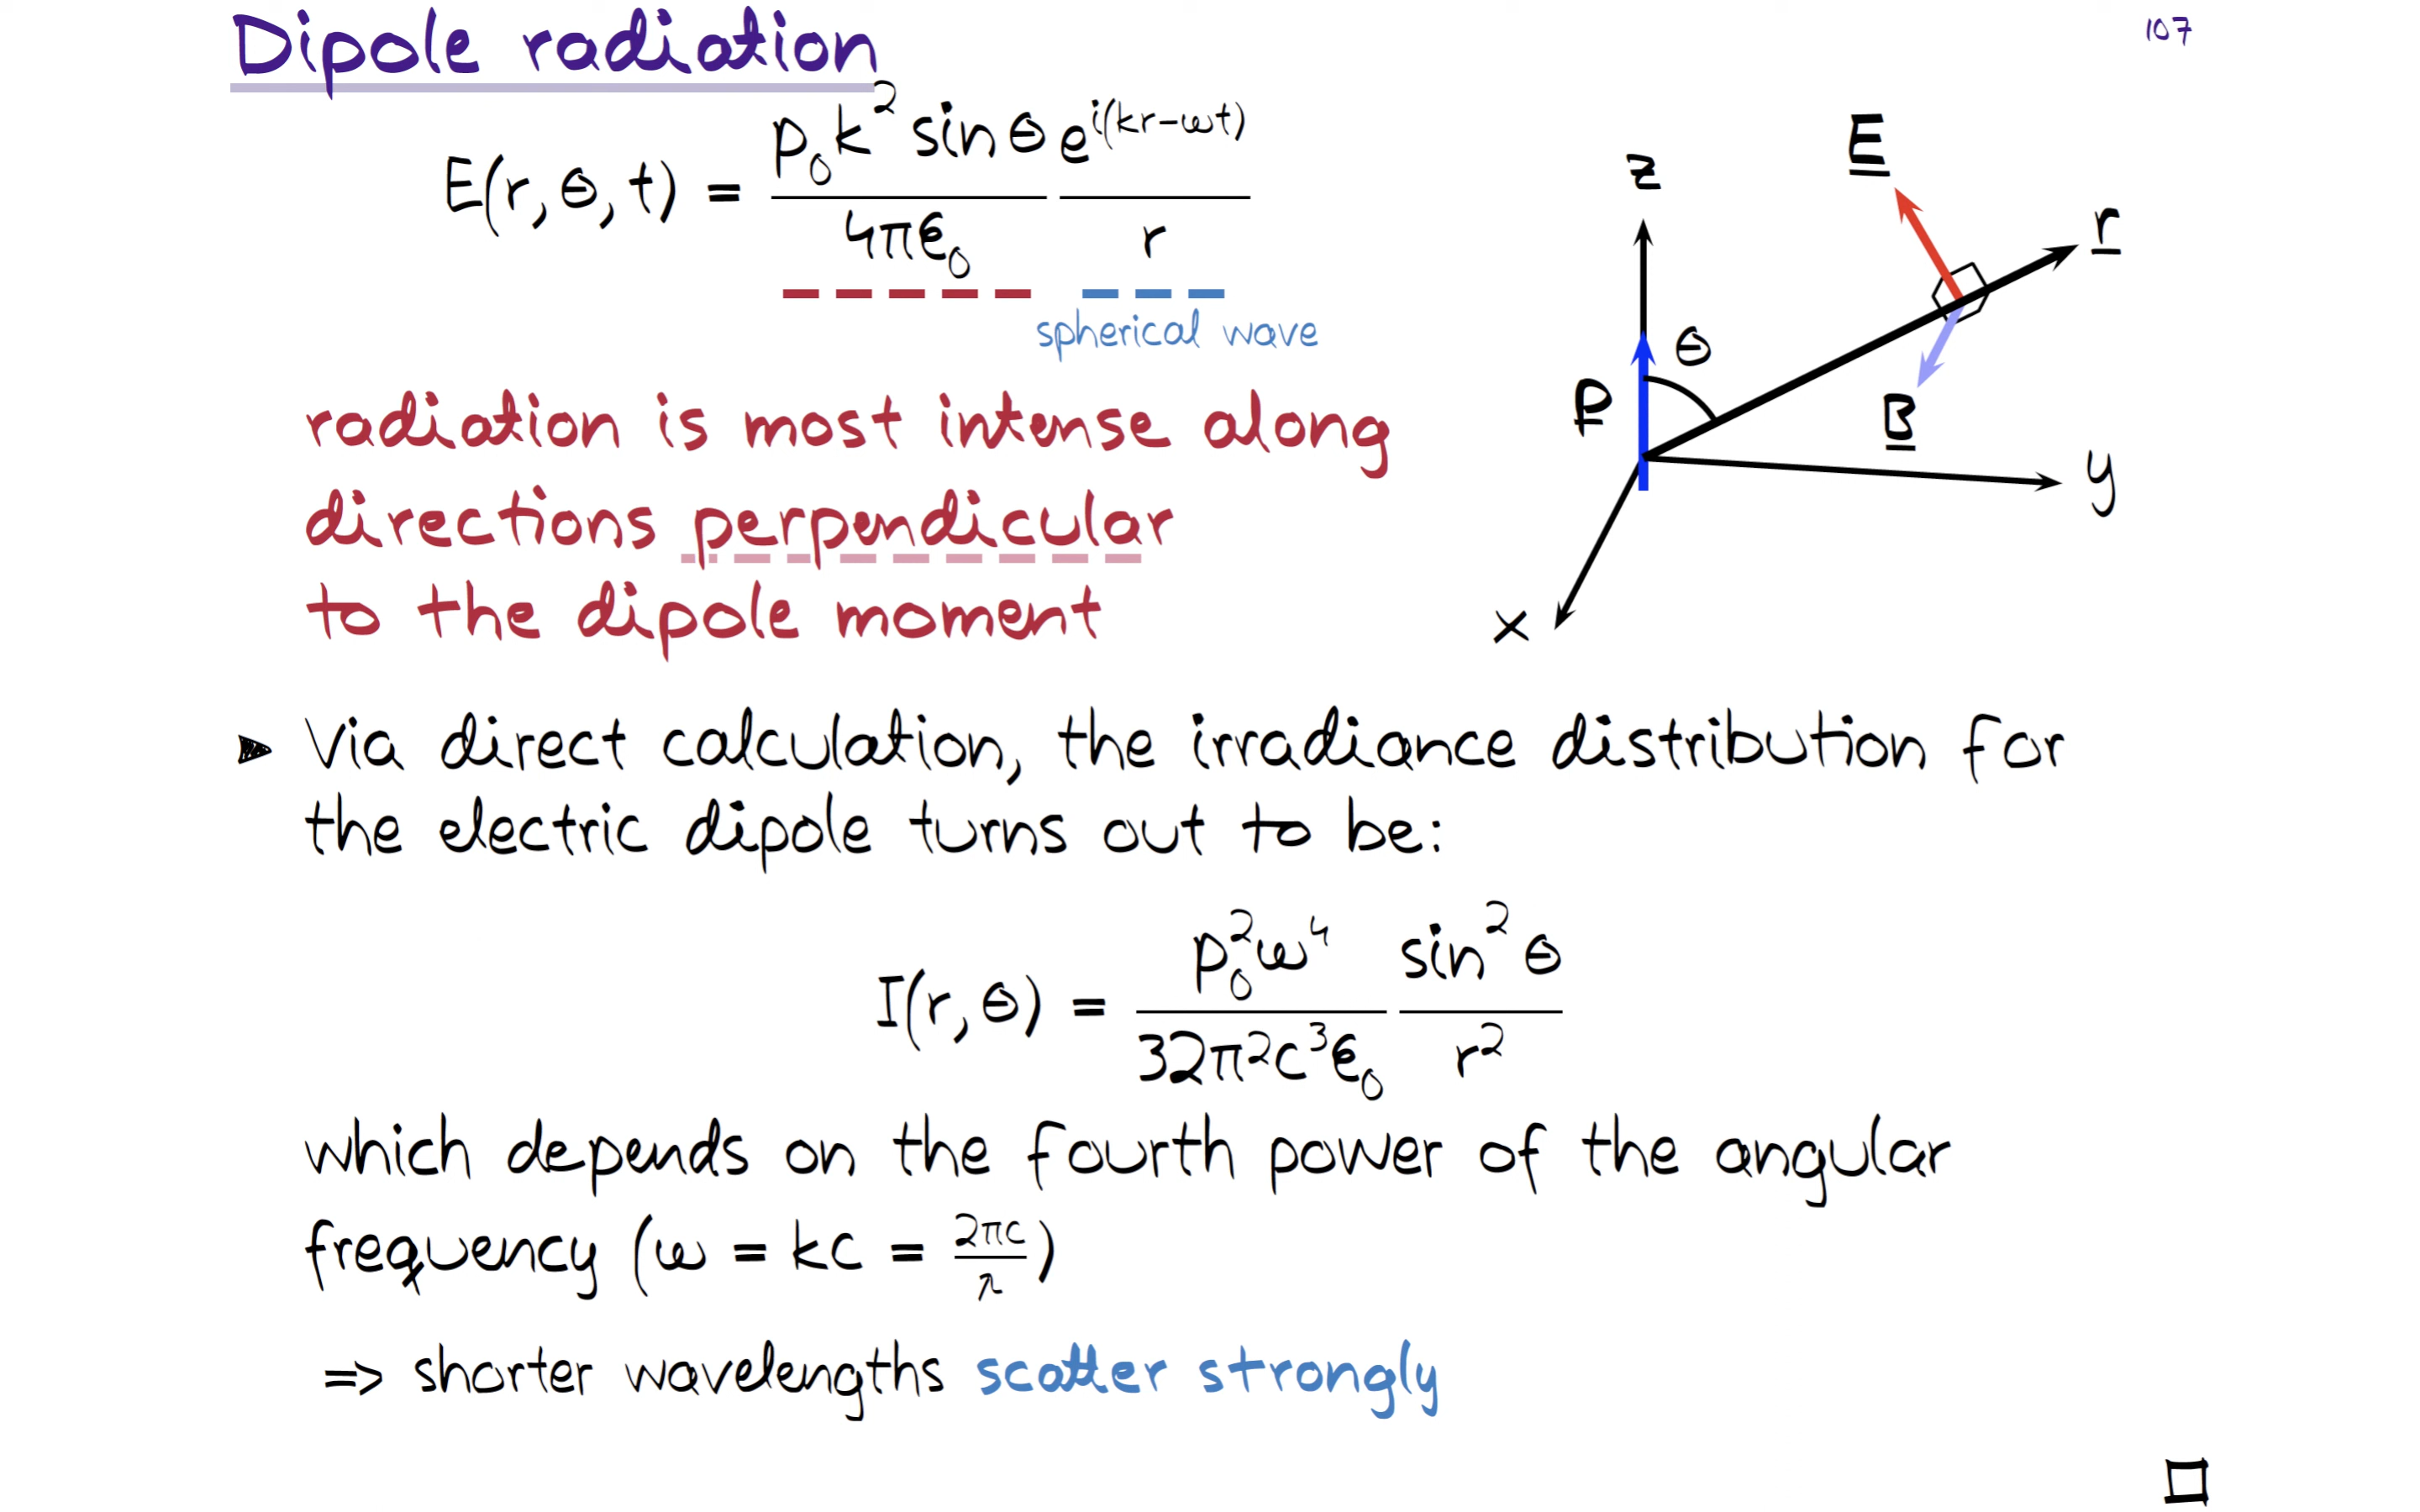 Dipole radiation
107
E(r, θ, t) = p₀k² sin θ / 4πϵ₀ e^{i(kr-ωt)} / r
spherical wave
radiation is most intense along
directions perpendicular
to the dipole moment
z
E
r
θ
p
B
y
x
▸ Via direct calculation, the irradiance distribution for
the electric dipole turns out to be:
I(r, θ) = p₀²ω⁴ / 32π²c³ϵ₀ sin²θ / r²
which depends on the fourth power of the angular
frequency (ω = kc = 2πc/λ)
⇒ shorter wavelengths scatter strongly